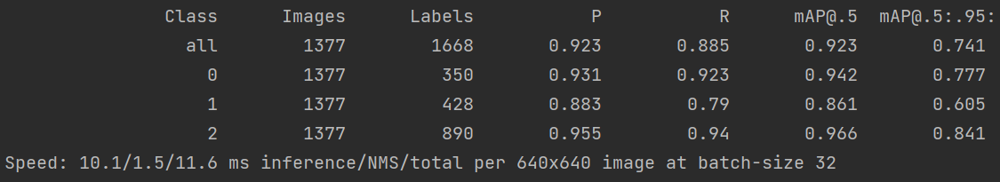 Class Images Labels P R mAP@.5 mAP@.5:.95:
all 1377 1668 0.923 0.885 0.923 0.741
0 1377 350 0.931 0.923 0.942 0.777
1 1377 428 0.883 0.79 0.861 0.605
2 1377 890 0.955 0.94 0.966 0.841
Speed: 10.1/1.5/11.6 ms inference/NMS/total per 640x640 image at batch-size 32